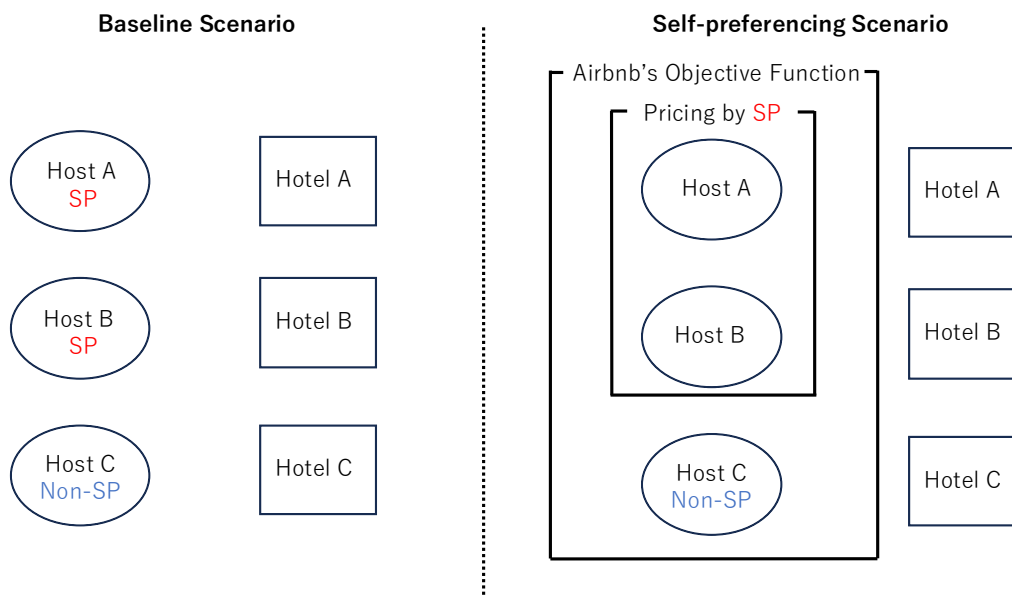 Baseline Scenario
Host A
SP
Hotel A
Host B
SP
Hotel B
Host C
Non-SP
Hotel C
Self-preferencing Scenario
Airbnb's Objective Function
Pricing by SP
Host A
Hotel A
Host B
Hotel B
Host C
Non-SP
Hotel C